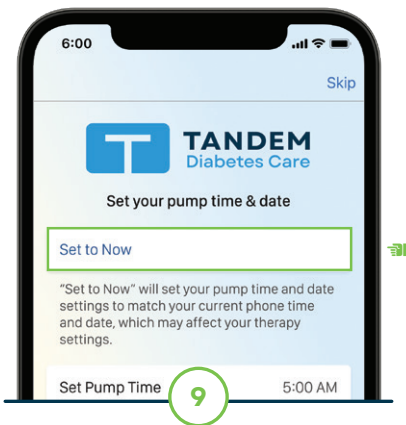 6:00
Skip
TANDEM
Diabetes Care
Set your pump time & date
Set to Now
“Set to Now” will set your pump time and date
settings to match your current phone time
and date, which may affect your therapy
settings.
Set Pump Time 5:00 AM
9